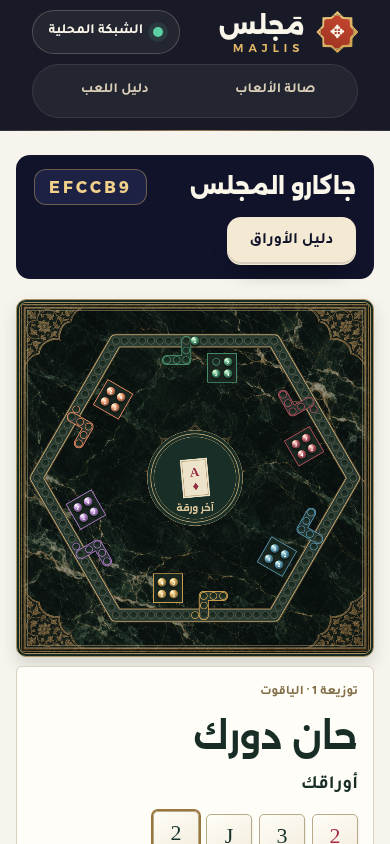 مَجلس
MAJLIS
الشبكة المحلية
صالة الألعاب
دليل اللعب
جاكارو المجلس
EFCCB9
دليل الأوراق
A
آخر ورقة
توزيعة 1 · الياقوت
حان دورك
أوراقك
2
3
J
2